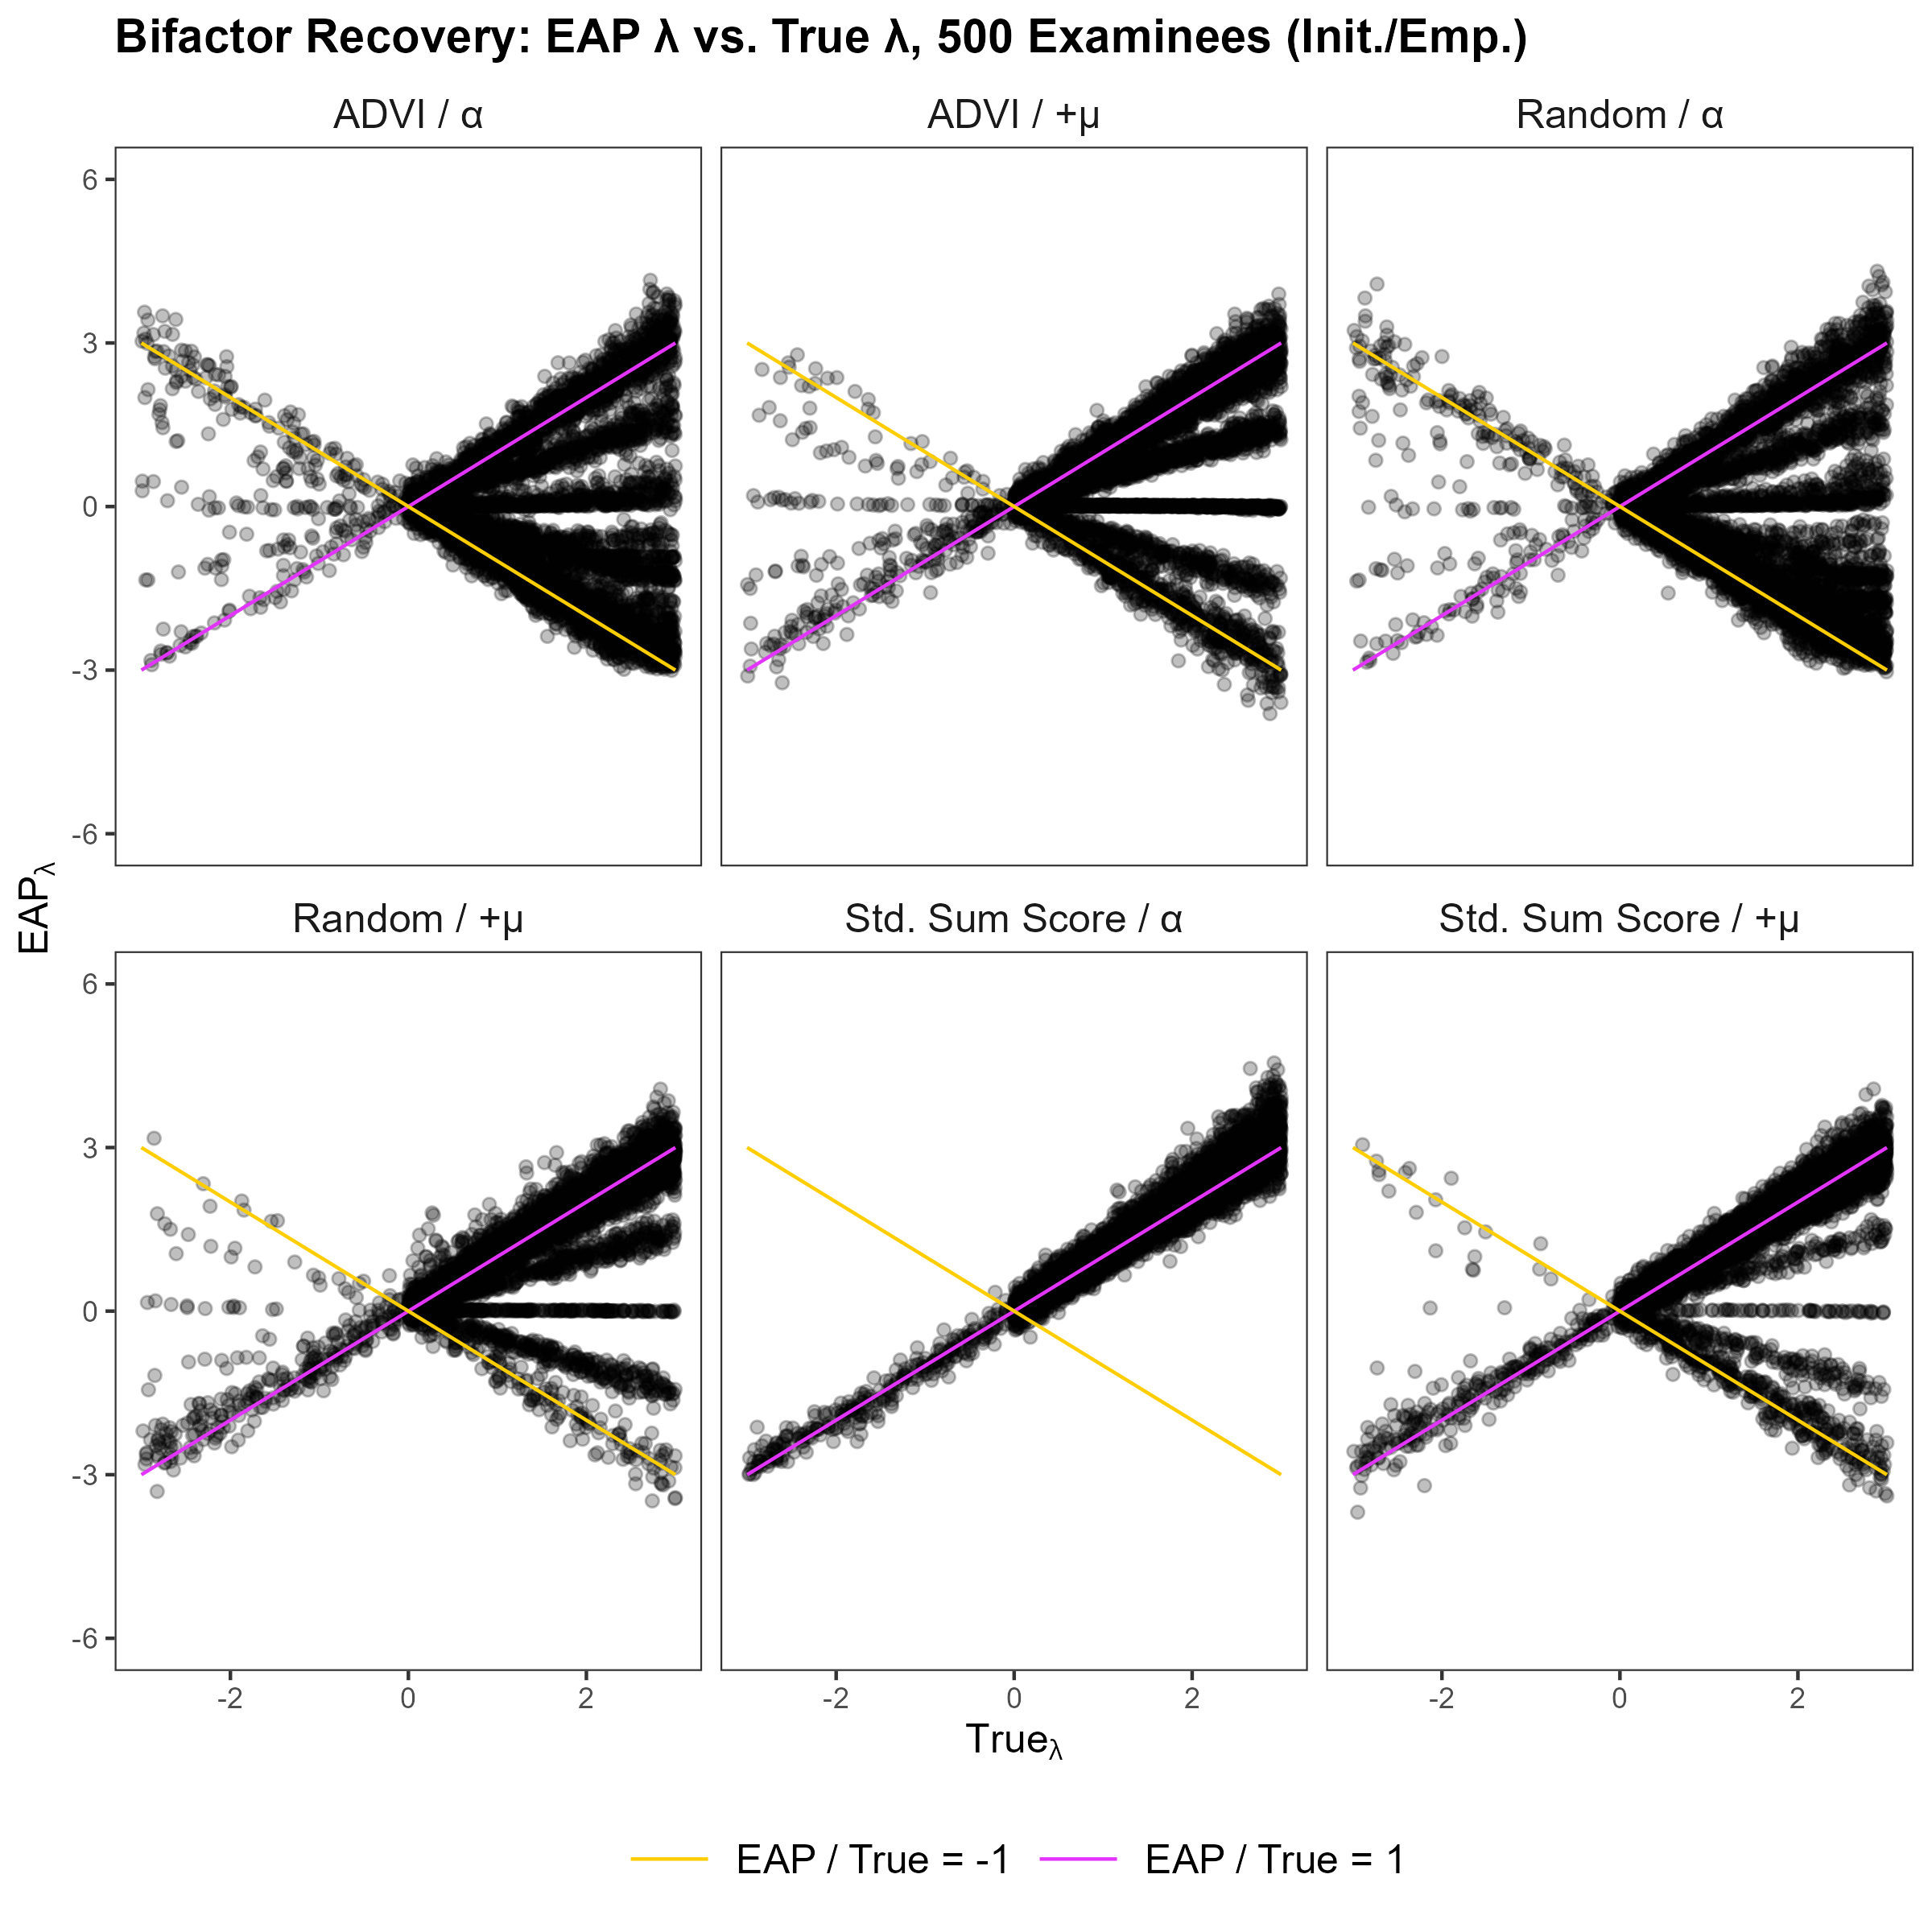 Bifactor Recovery: EAP λ vs. True λ, 500 Examinees (Init./Emp.)
ADVI / α
ADVI / +μ
Random / α
6
3
0
-3
-6
EAPλ
Random / +μ
Std. Sum Score / α
Std. Sum Score / +μ
6
3
0
-3
-6
-2 0 2
-2 0 2
-2 0 2
Trueλ
EAP / True = -1
EAP / True = 1